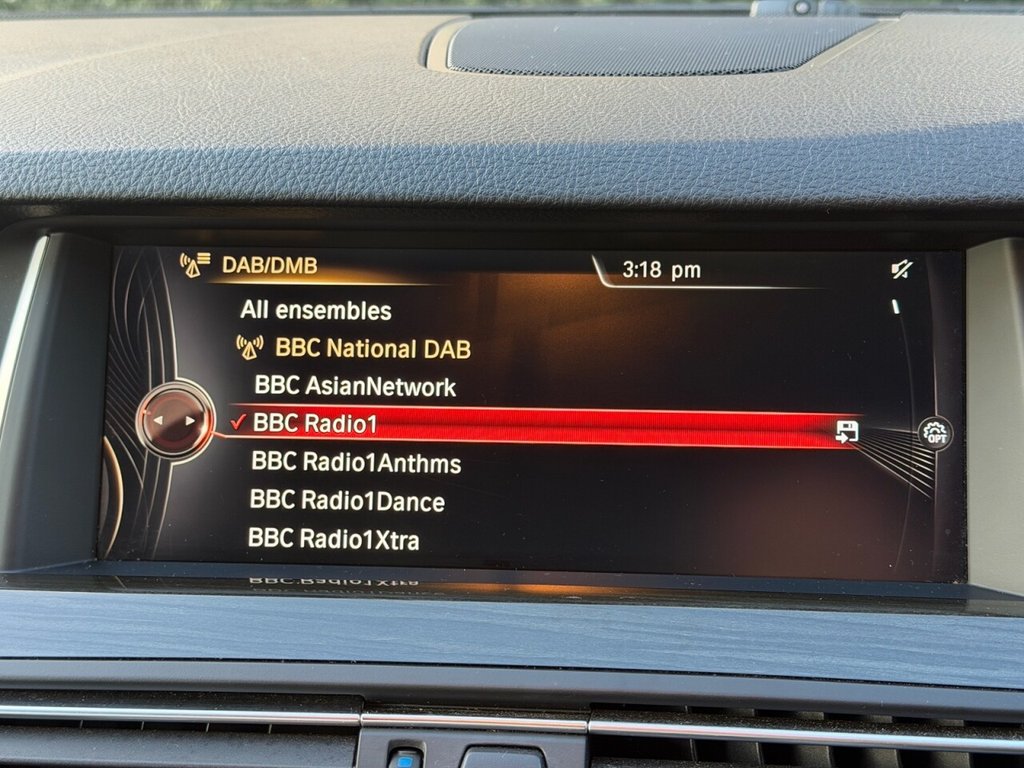 DAB/DMB
3:18 pm
All ensembles
BBC National DAB
BBC AsianNetwork
BBC Radio1
OPT
BBC Radio1Anthms
BBC Radio1Dance
BBC Radio1Xtra